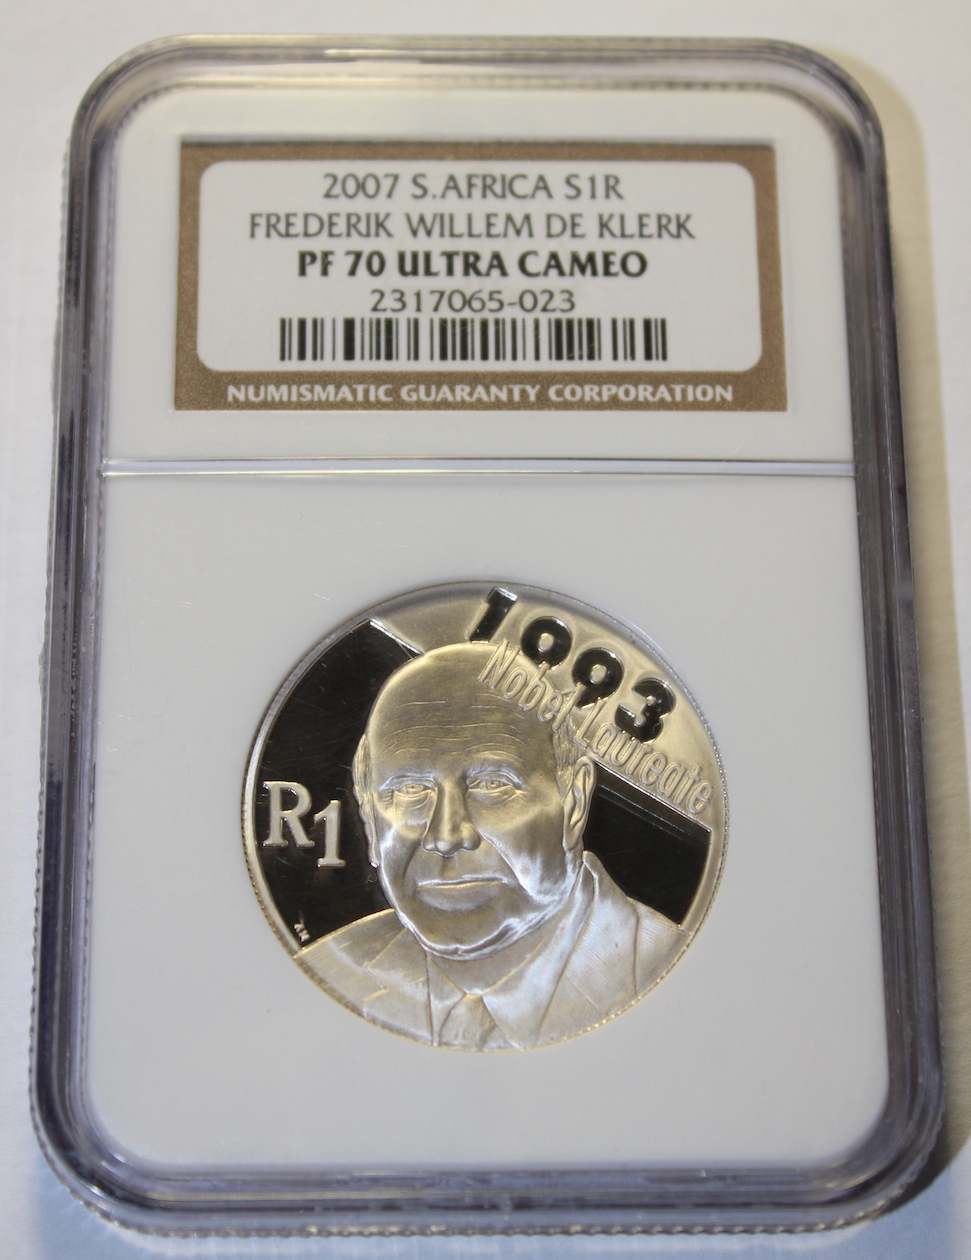 2007 S.AFRICA S1R
FREDERIK WILLEM DE KLERK
PF 70 ULTRA CAMEO
2317065-023
NUMISMATIC GUARANTY CORPORATION
1993
Nobel Laureate
R1